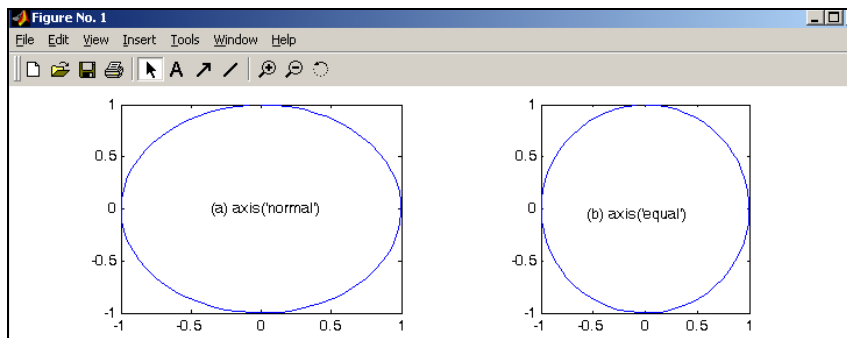 Figure No. 1
File Edit View Insert Tools Window Help
A
1
0.5
0
-0.5
-1
-1 -0.5 0 0.5 1
(a) axis('normal')
1
0.5
0
-0.5
-1
-1 -0.5 0 0.5 1
(b) axis('equal')